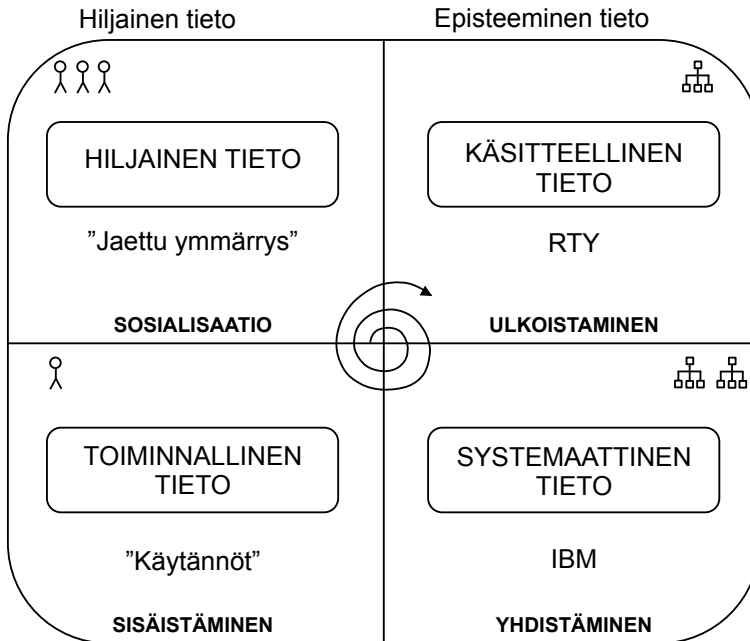 Hiljainen tieto
Episteeminen tieto
HILJAINEN TIETO
KÄSITTEELLINEN
TIETO
”Jaettu ymmärrys”
RTY
SOSIALISAATIO
ULKOISTAMINEN
TOIMINNALLINEN
TIETO
SYSTEMAATTINEN
TIETO
”Käytännöt”
IBM
SISÄISTÄMINEN
YHDISTÄMINEN